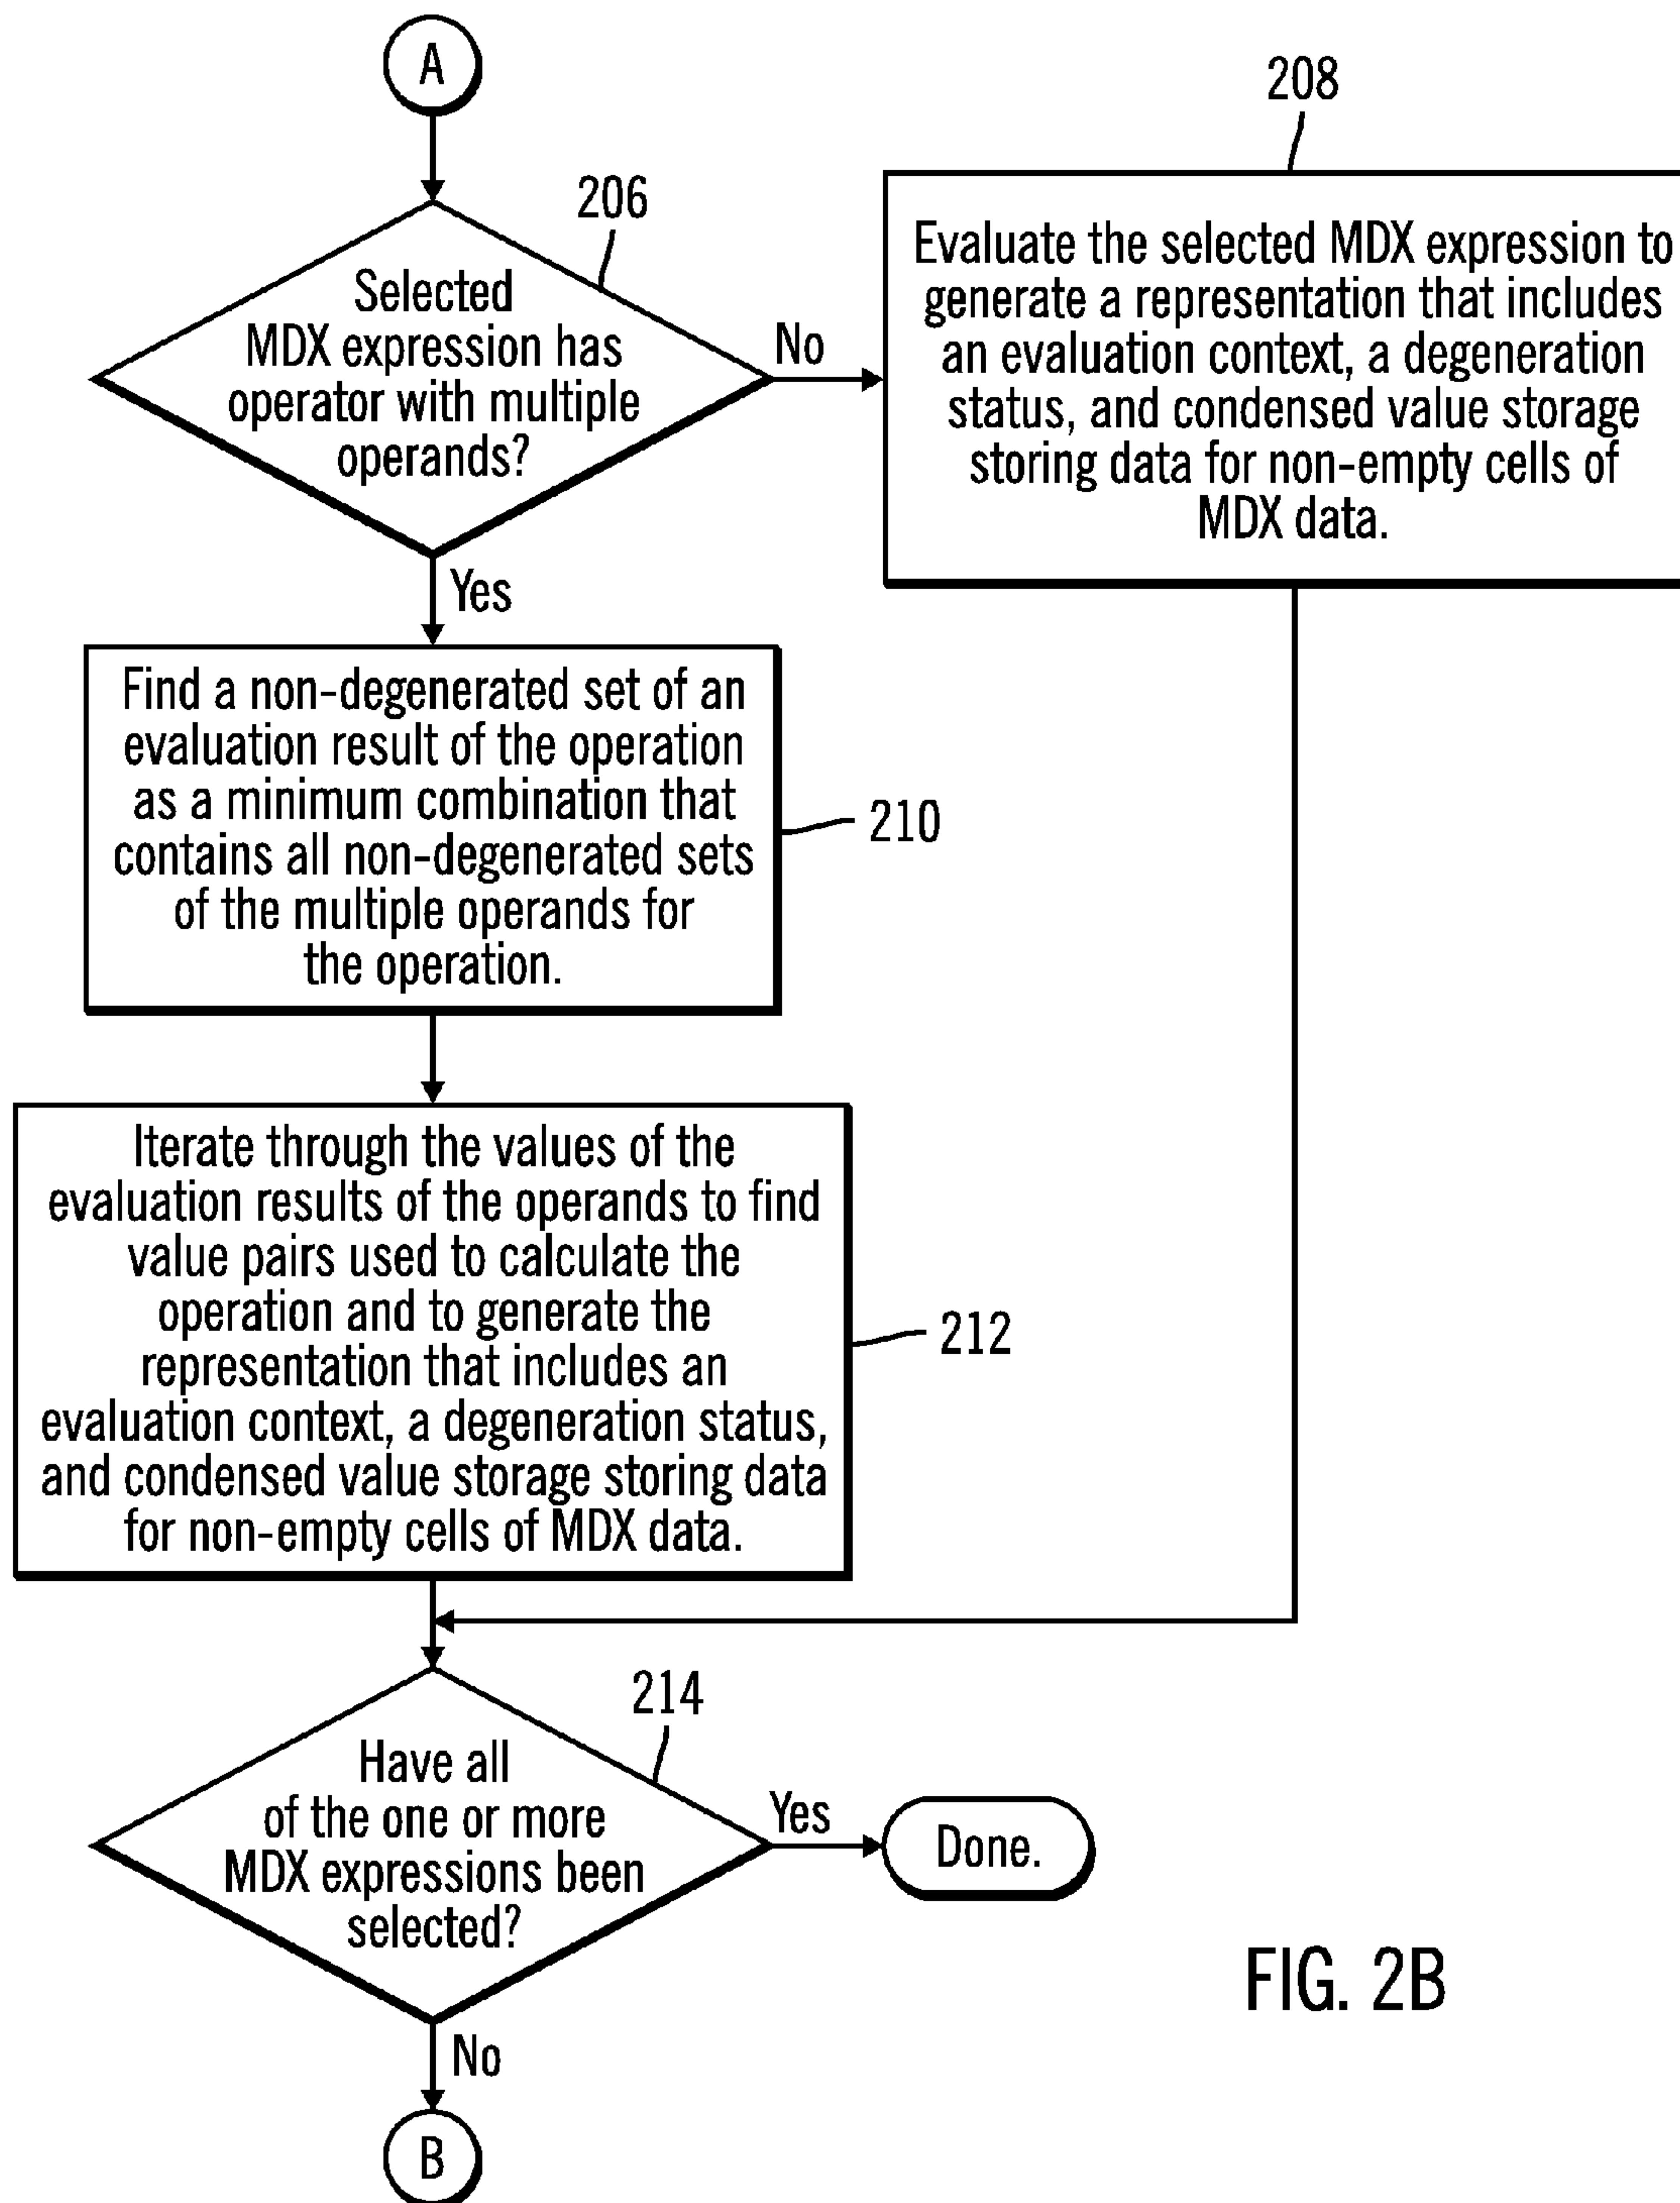 A
206
Selected
MDX expression has
operator with multiple
operands?
No
208
Evaluate the selected MDX expression to
generate a representation that includes
an evaluation context, a degeneration
status, and condensed value storage
storing data for non-empty cells of
MDX data.
Yes
Find a non-degenerated set of an
evaluation result of the operation
as a minimum combination that
contains all non-degenerated sets
of the multiple operands for
the operation.
210
Iterate through the values of the
evaluation results of the operands to find
value pairs used to calculate the
operation and to generate the
representation that includes an
evaluation context, a degeneration status,
and condensed value storage storing data
for non-empty cells of MDX data.
212
214
Have all
of the one or more
MDX expressions been
selected?
Yes
Done.
No
B
FIG. 2B